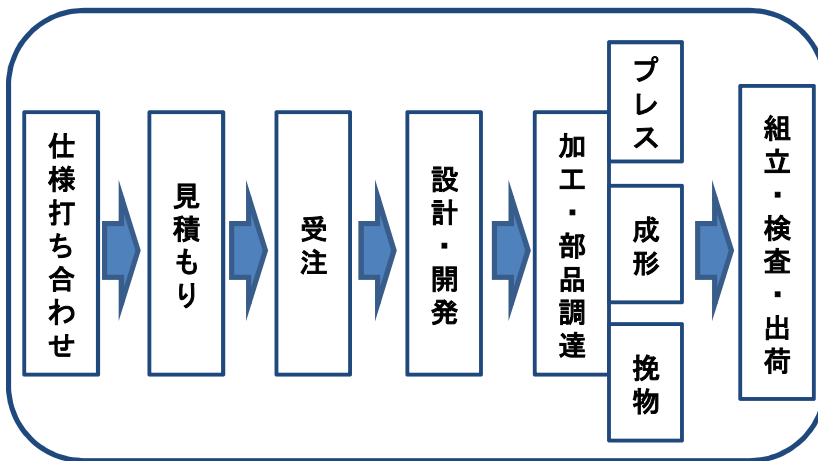 仕様打ち合わせ
見積もり
受注
設計・開発
加工・部品調達
プレス
成形
挽物
組立・検査・出荷